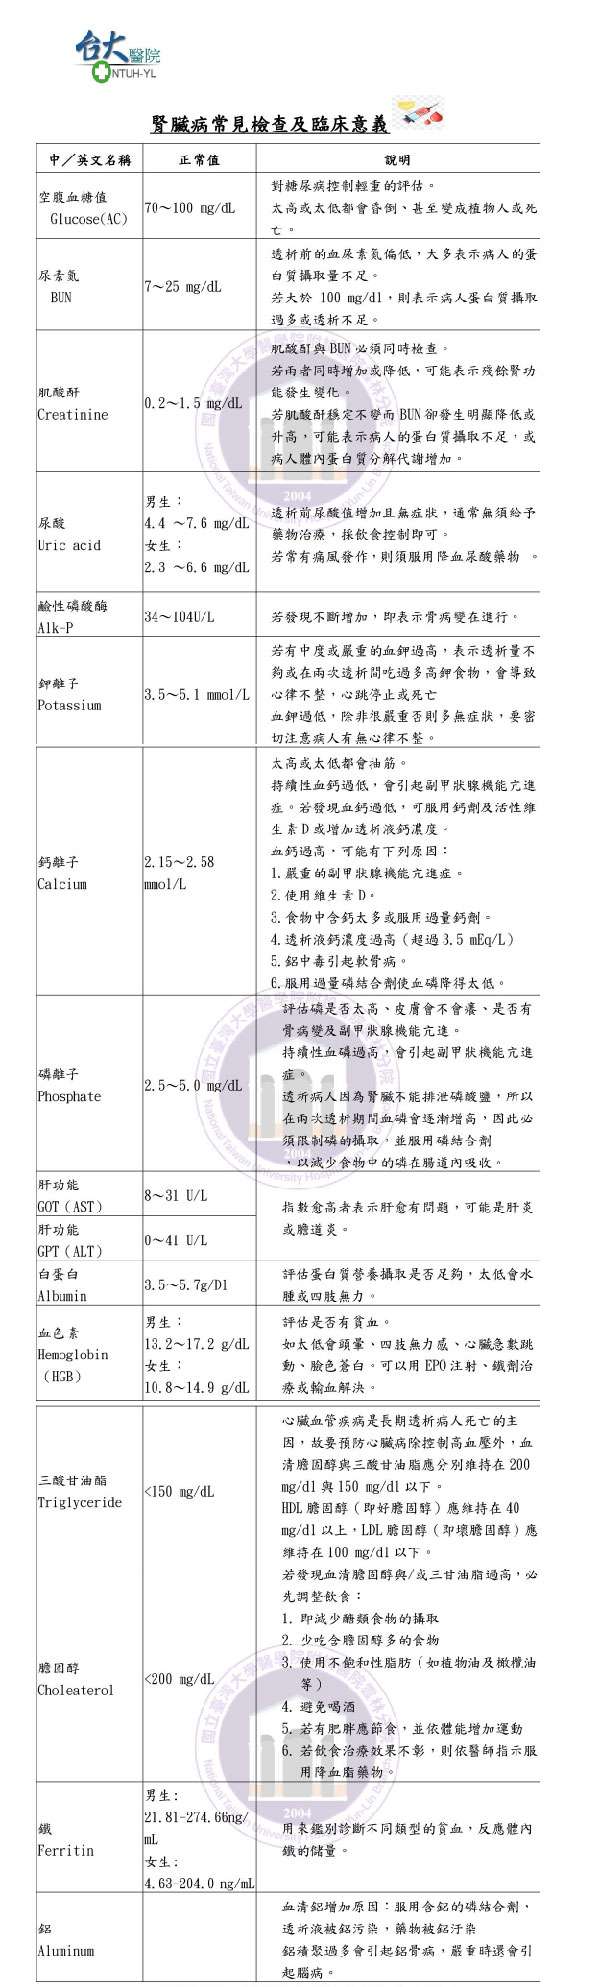 台大醫院
NTUH-YL
腎臟病常見檢查及臨床意義
中／英文名稱 正常值 說明
空腹血糖值
Glucose(AC)
70～100 mg/dL
對糖尿病控制輕重的評估。
太高或太低都會昏倒、甚至變成植物人或死
亡。
尿素氮
BUN
7～25 mg/dL
透析前的血尿素氮偏低，大多表示病人的蛋
白質攝取量不足。
若大於 100 mg/dl，則表示病人蛋白質攝取
過多或透析不足。
肌酸酐
Creatinine
0.2～1.5 mg/dL
肌酸酐與 BUN 必須同時檢查。
若兩者同時增加或降低，可能表示殘餘腎功
能發生變化。
若肌酸酐穩定不變而 BUN 卻發生明顯降低或
升高，可能表示病人的蛋白質攝取不足，或
病人體內蛋白質分解代謝增加。
尿酸
Uric acid
男生：
4.4 ～7.6 mg/dL
女生：
2.3 ～6.6 mg/dL
透析前尿酸值增加且無症狀，通常無須給予
藥物治療，採飲食控制即可。
若常有痛風發作，則須服用降血尿酸藥物 。
鹼性磷酸酶
Alk-P
34～104U/L
若發現不斷增加，即表示骨病變在進行。
鉀離子
Potassium
3.5～5.1 mmol/L
若有中度或嚴重的血鉀過高，表示透析量不
夠或在兩次透析間吃過多高鉀食物，會導致
心律不整，心跳停止或死亡
血鉀過低，除非很嚴重否則多無症狀，要密
切注意病人有無心律不整。
鈣離子
Calcium
2.15～2.58
mmol/L
太高或太低都會抽筋。
持續性血鈣過低，會引起副甲狀腺機能亢進
症。若發現血鈣過低，可服用鈣劑及活性維
生素 D 或增加透析液鈣濃度。
血鈣過高，可能有下列原因：
1. 嚴重的副甲狀腺機能亢進症。
2. 使用維生素 D。
3. 食物中含鈣太多或服用過量鈣劑。
4. 透析液鈣濃度過高（超過 3.5 mEq/L）
5. 鋁中毒引起軟骨病。
6. 服用過量磷結合劑使血磷降得太低。
磷離子
Phosphate
2.5～5.0 mg/dL
評估磷是否太高、皮膚會不會癢、是否有
骨病變及副甲狀腺機能亢進。
持續性血磷過高，會引起副甲狀機能亢進
症。
透析病人因為腎臟不能排泄磷酸鹽，所以
在兩次透析期間血磷會逐漸增高，因此必
須限制磷的攝取，並服用磷結合劑
，以減少食物中的磷在腸道內吸收。
肝功能
GOT（AST）
8～31 U/L
肝功能
GPT（ALT）
0～41 U/L
指數愈高者表示肝愈有問題，可能是肝炎
或膽道炎。
白蛋白
Albumin
3.5～5.7g/Dl
評估蛋白質營養攝取是否足夠，太低會水
腫或四肢無力。
血色素
Hemoglobin
（HGB）
男生：
13.2～17.2 g/dL
女生：
10.8～14.9 g/dL
評估是否有貧血。
如太低會頭暈、四肢無力感、心臟急數跳
動、臉色蒼白。可以用 EPO 注射、鐵劑治
療或輸血解決。
三酸甘油酯
Triglyceride
<150 mg/dL
膽固醇
Choleaterol
<200 mg/dL
心臟血管疾病是長期透析病人死亡的主
因，故要預防心臟病除控制高血壓外，血
清膽固醇與三酸甘油脂應分別維持在 200
mg/dl 與 150 mg/dl 以下。
HDL 膽固醇（即好膽固醇）應維持在 40
mg/dl 以上，LDL 膽固醇（即壞膽固醇）應
維持在 100 mg/dl 以下。
若發現血清膽固醇與/或三甘油脂過高，必
先調整飲食：
1. 即減少醣類食物的攝取
2. 少吃含膽固醇多的食物
3. 使用不飽和性脂肪（如植物油及橄欖油
等）
4. 避免喝酒
5. 若有肥胖應節食，並依體能增加運動
6. 若飲食治療效果不彰，則依醫師指示服
用降血脂藥物。
鐵
Ferritin
男生:
21.81-274.66ng/
mL
女生:
4.63-204.0 ng/mL
用來鑑別診斷不同類型的貧血，反應體內
鐵的儲量。
鋁
Aluminum
血清鋁增加原因：服用含鋁的磷結合劑，
透析液被鋁污染，藥物被鋁汙染
鋁積聚過多會引起鋁骨病，嚴重時還會引
起腦病。